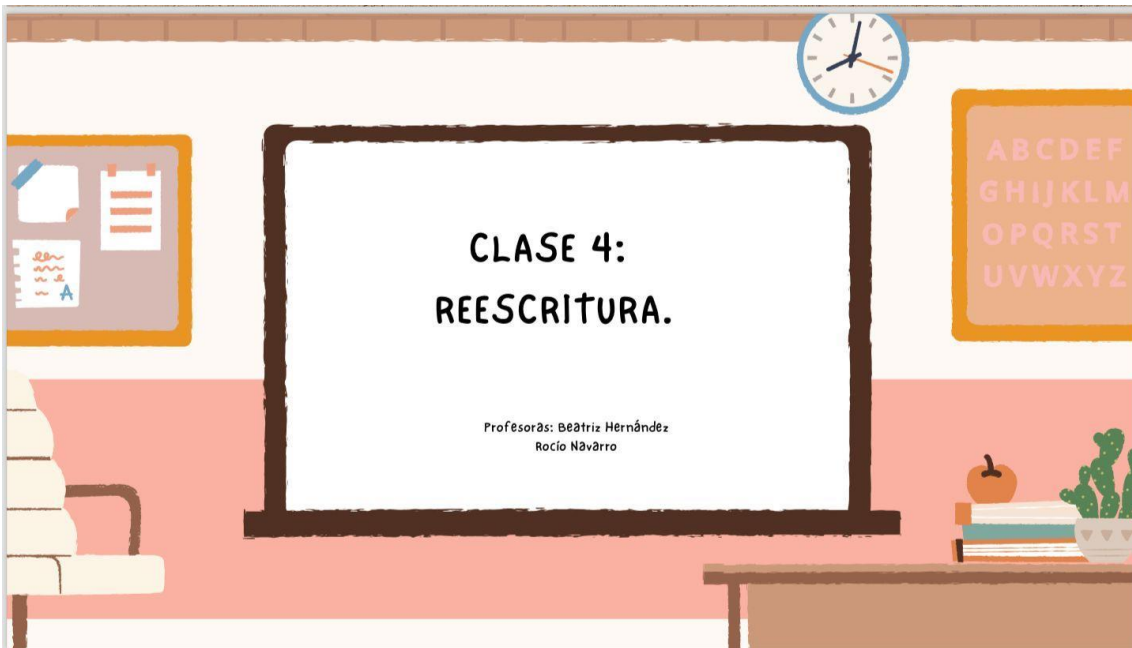 CLASE 4:
REESCRITURA.
Profesoras: Beatriz Hernández
Rocío Navarro
ABCDEF
GHIJKLM
OPQRST
UVWXYZ
A